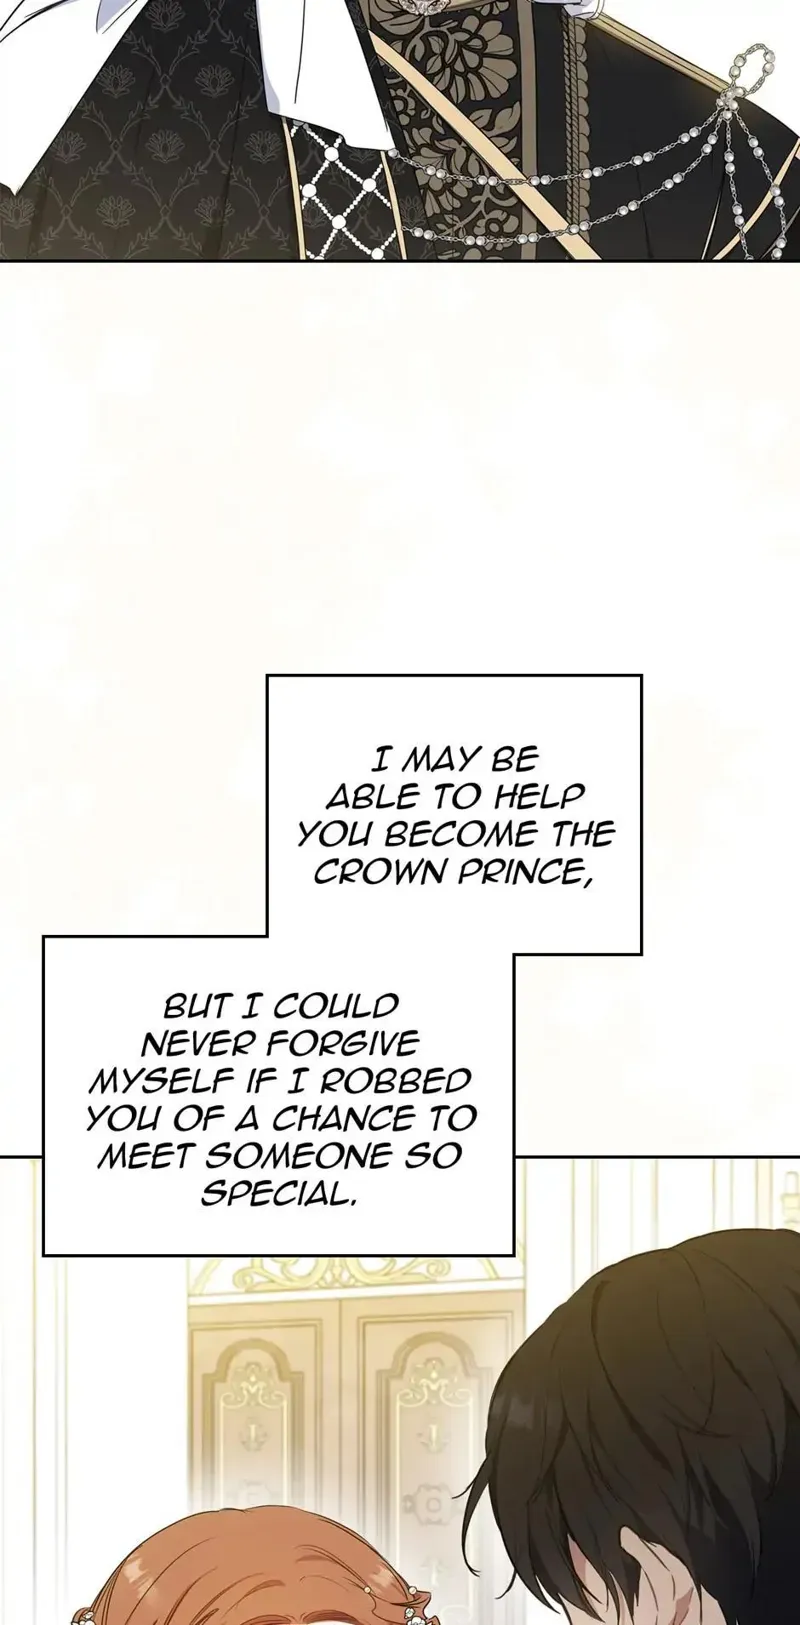 I MAY BE
ABLE TO HELP
YOU BECOME THE
CROWN PRINCE,
BUT I COULD
NEVER FORGIVE
MYSELF IF I ROBBED
YOU OF A CHANCE TO
MEET SOMEONE SO
SPECIAL.